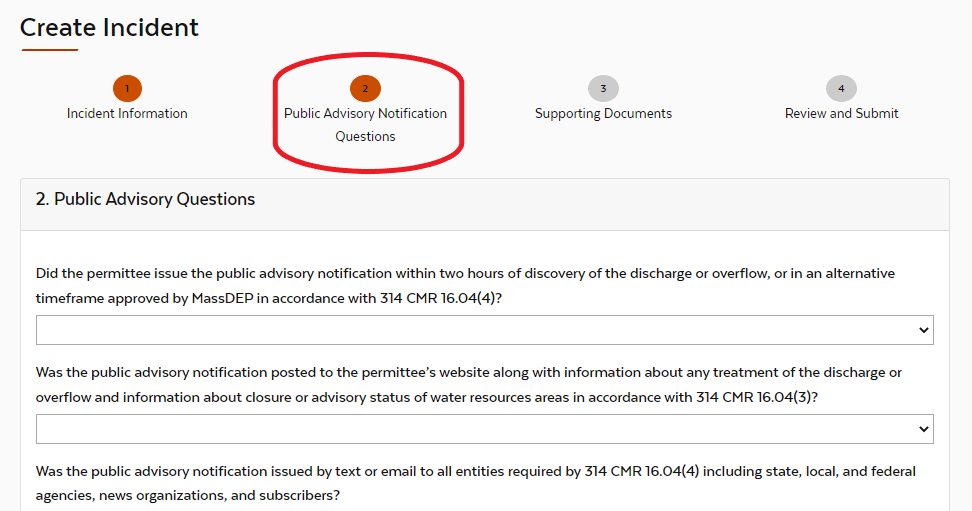 Create Incident
1
2
3
4
Incident Information
Public Advisory Notification
Questions
Supporting Documents
Review and Submit
2. Public Advisory Questions
Did the permittee issue the public advisory notification within two hours of discovery of the discharge or overflow, or in an alternative
timeframe approved by MassDEP in accordance with 314 CMR 16.04(4)?
Was the public advisory notification posted to the permittee’s website along with information about any treatment of the discharge or
overflow and information about closure or advisory status of water resources areas in accordance with 314 CMR 16.04(3)?
Was the public advisory notification issued by text or email to all entities required by 314 CMR 16.04(4) including state, local, and federal
agencies, news organizations, and subscribers?